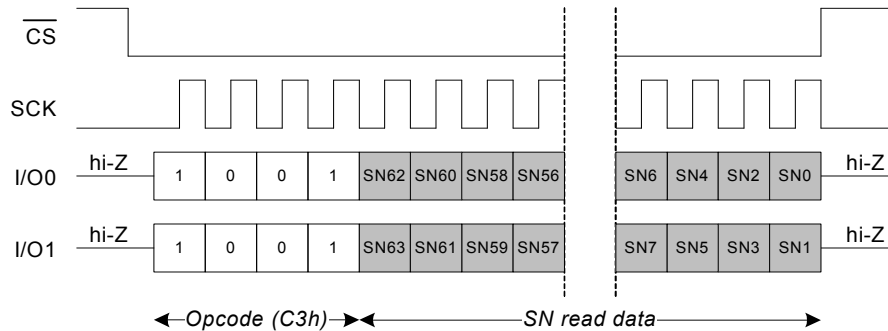 CS
SCK
hi-Z hi-Z
I/O0 1 0 0 1 SN62 SN60 SN58 SN56 SN6 SN4 SN2 SN0
hi-Z hi-Z
I/O1 1 0 0 1 SN63 SN61 SN59 SN57 SN7 SN5 SN3 SN1
Opcode (C3h) SN read data